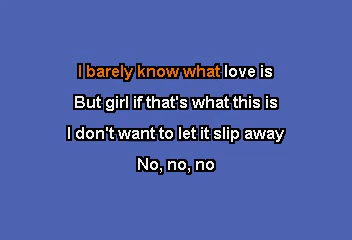 I barely know what love is
But girl if that's what this is
I don't want to let it slip away
No, no, no